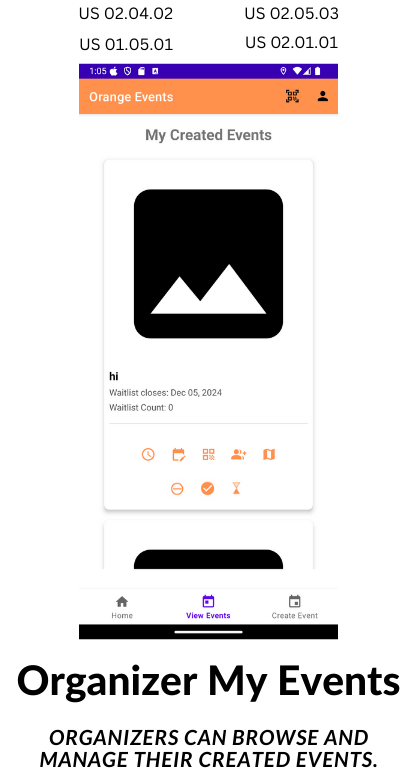 US 02.04.02 US 02.05.03
US 01.05.01 US 02.01.01
1:05
Orange Events
My Created Events
hi
Waitlist closes: Dec 05, 2024
Waitlist Count: 0
Home View Events Create Event
Organizer My Events
ORGANIZERS CAN BROWSE AND
MANAGE THEIR CREATED EVENTS.